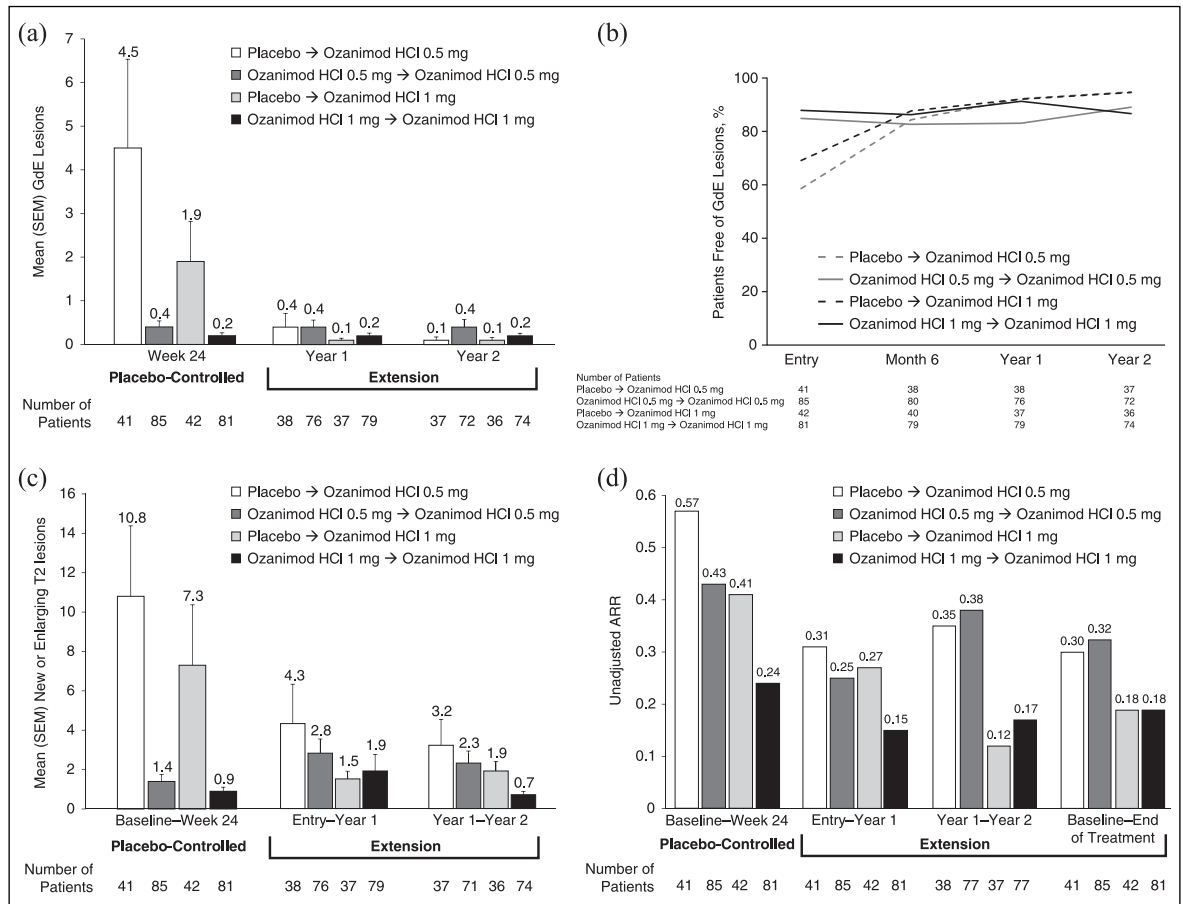 (a)
7
6
5
4
3
2
1
0
Mean (SEM) GdE Lesions
Placebo → Ozanimod HCl 0.5 mg
Ozanimod HCl 0.5 mg → Ozanimod HCl 0.5 mg
Placebo → Ozanimod HCl 1 mg
Ozanimod HCl 1 mg → Ozanimod HCl 1 mg
4.5
0.4
1.9
0.2
0.4
0.4
0.1
0.2
0.1
0.4
0.1
0.2
Week 24 Year 1 Year 2
Placebo-Controlled Extension
Number of
Patients 41 85 42 81 38 76 37 79 37 72 36 74
(b)
100
80
60
40
20
0
Patients Free of GdE Lesions, %
Placebo → Ozanimod HCl 0.5 mg
Ozanimod HCl 0.5 mg → Ozanimod HCl 0.5 mg
Placebo → Ozanimod HCl 1 mg
Ozanimod HCl 1 mg → Ozanimod HCl 1 mg
Entry Month 6 Year 1 Year 2
Number of Patients
Placebo → Ozanimod HCl 0.5 mg 41 38 38 37
Ozanimod HCl 0.5 mg → Ozanimod HCl 0.5 mg 85 80 76 72
Placebo → Ozanimod HCl 1 mg 42 40 37 36
Ozanimod HCl 1 mg → Ozanimod HCl 1 mg 81 79 79 74
(c)
16
14
12
10
8
6
4
2
0
Mean (SEM) New or Enlarging T2 lesions
Placebo → Ozanimod HCl 0.5 mg
Ozanimod HCl 0.5 mg → Ozanimod HCl 0.5 mg
Placebo → Ozanimod HCl 1 mg
Ozanimod HCl 1 mg → Ozanimod HCl 1 mg
10.8
1.4
7.3
0.9
4.3
2.8
1.5
1.9
3.2
2.3
1.9
0.7
Baseline–Week 24 Entry–Year 1 Year 1–Year 2
Placebo-Controlled Extension
Number of
Patients 41 85 42 81 38 76 37 79 37 71 36 74
(d)
0.6
0.5
0.4
0.3
0.2
0.1
0
Unadjusted ARR
Placebo → Ozanimod HCl 0.5 mg
Ozanimod HCl 0.5 mg → Ozanimod HCl 0.5 mg
Placebo → Ozanimod HCl 1 mg
Ozanimod HCl 1 mg → Ozanimod HCl 1 mg
0.57
0.43
0.41
0.24
0.31
0.25
0.27
0.15
0.35
0.38
0.12
0.17
0.30
0.32
0.18
0.18
Baseline–Week 24 Entry–Year 1 Year 1–Year 2 Baseline–End
of Treatment
Placebo-Controlled Extension
Number of
Patients 41 85 42 81 41 85 42 81 38 77 37 77 41 85 42 81